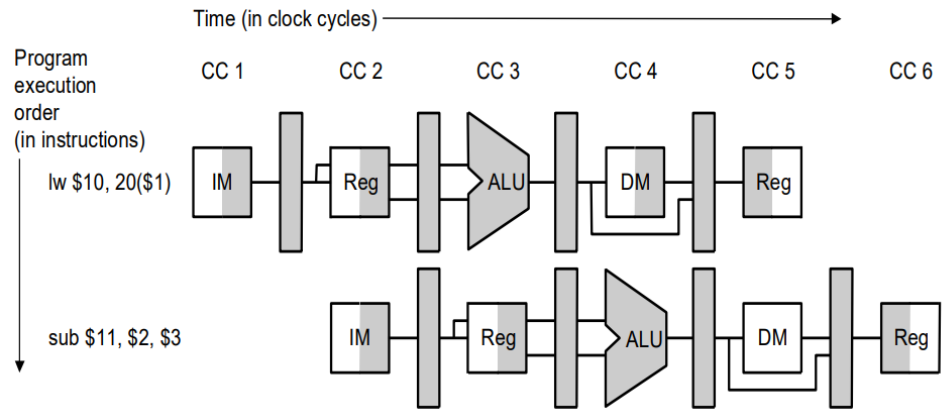 Time (in clock cycles)
Program
execution
order
(in instructions)
CC 1 CC 2 CC 3 CC 4 CC 5 CC 6
lw $10, 20($1) IM Reg ALU DM Reg
sub $11, $2, $3 IM Reg ALU DM Reg